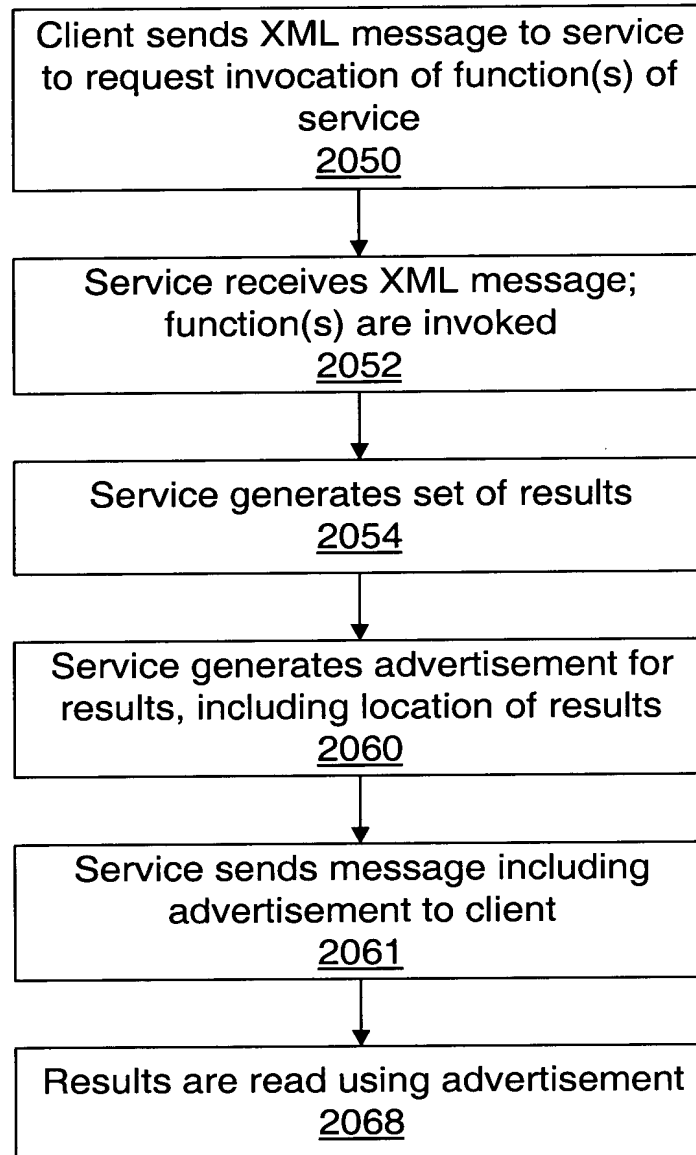 Client sends XML message to service
to request invocation of function(s) of
service
2050
Service receives XML message;
function(s) are invoked
2052
Service generates set of results
2054
Service generates advertisement for
results, including location of results
2060
Service sends message including
advertisement to client
2061
Results are read using advertisement
2068